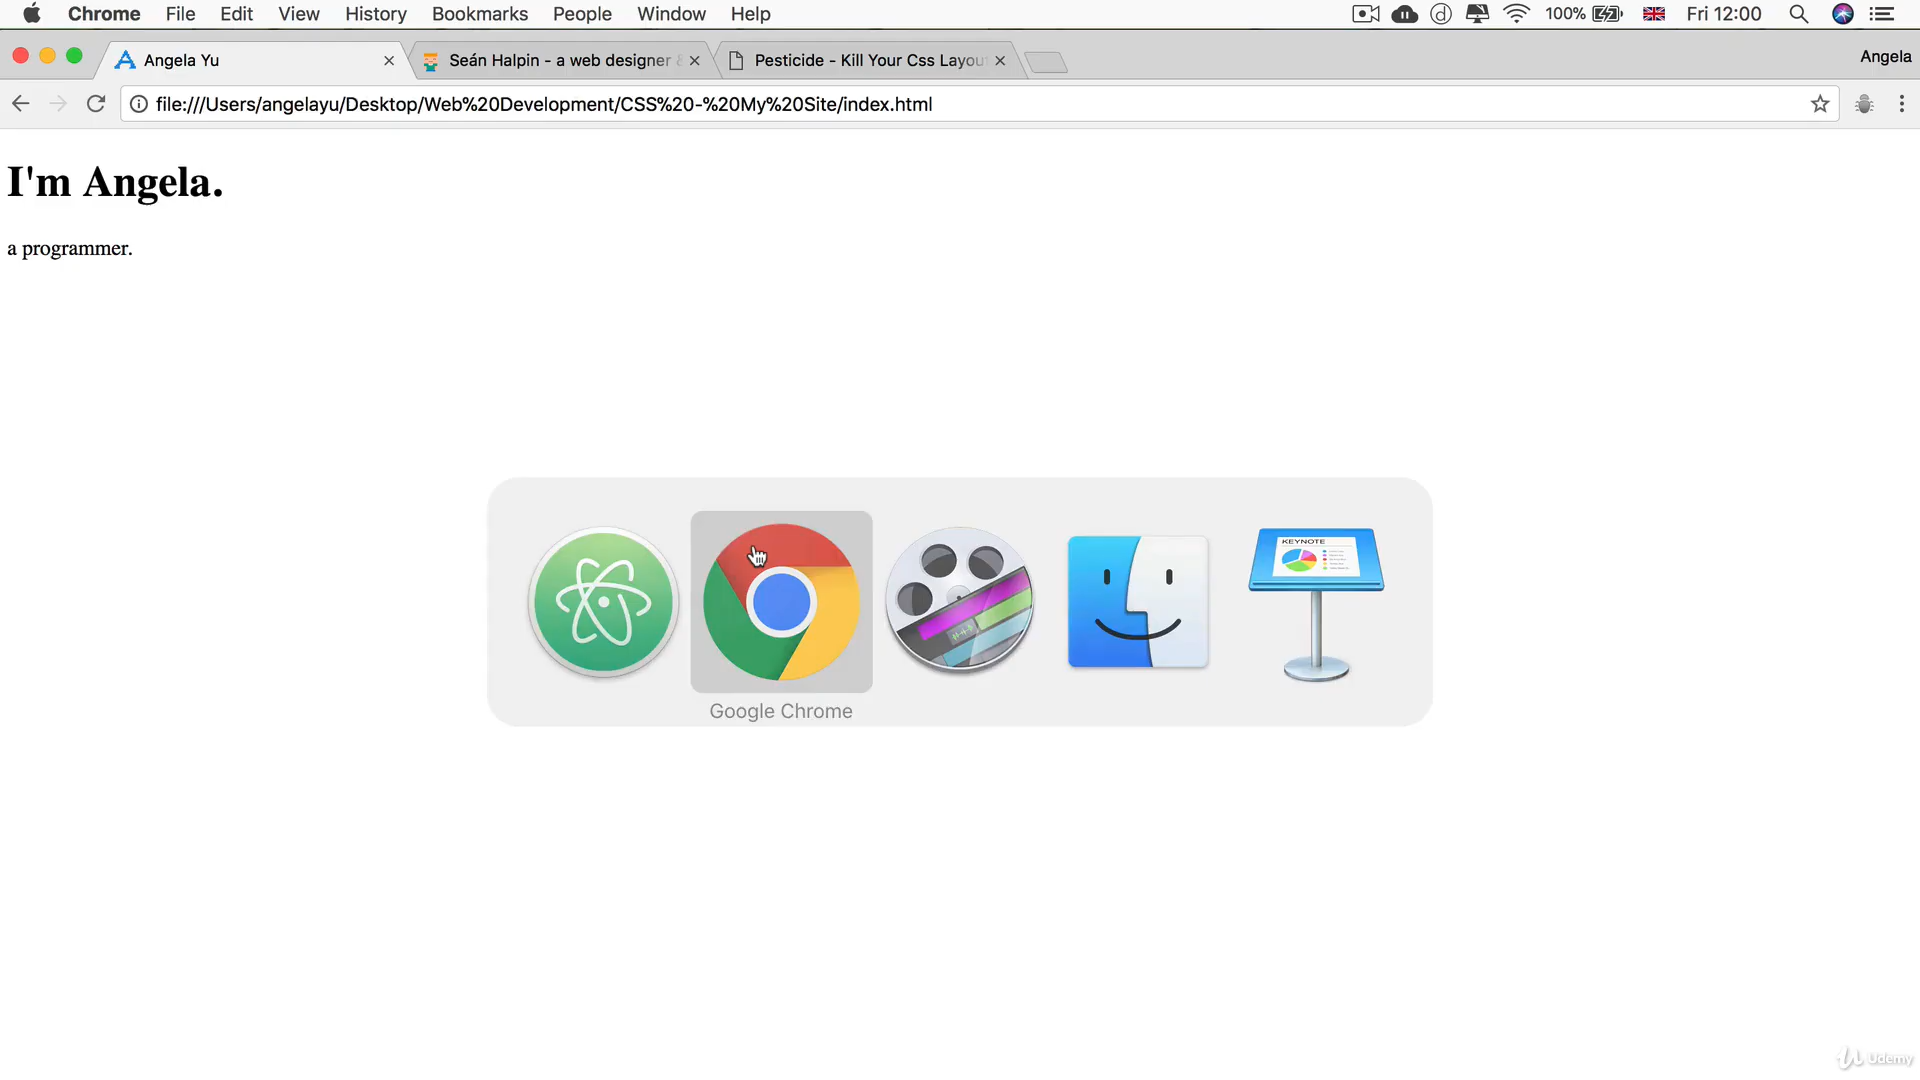 Chrome File Edit View History Bookmarks People Window Help 100% Fri 12:00
Angela Yu Seán Halpin - a web designer & Pesticide - Kill Your Css Layou Angela
file:///Users/angelayu/Desktop/Web%20Development/CSS%20-%20My%20Site/index.html
I'm Angela.
a programmer.
KEYNOTE
Google Chrome
Udemy